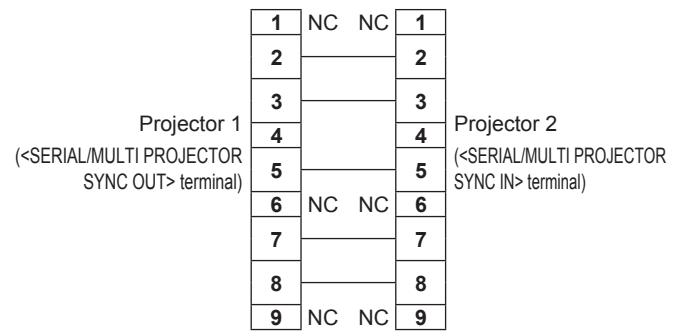 1 NC NC 1
2 2
3 3
Projector 1 4 4 Projector 2
(<SERIAL/MULTI PROJECTOR (<SERIAL/MULTI PROJECTOR
SYNC OUT> terminal) 5 5 SYNC IN> terminal)
6 NC NC 6
7 7
8 8
9 NC NC 9